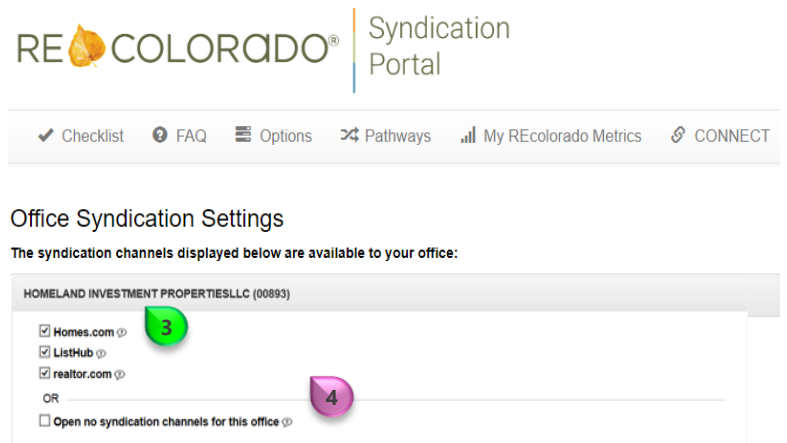 RECOLORADO® Syndication Portal
Checklist FAQ Options Pathways My REcolorado Metrics CONNECT
Office Syndication Settings
The syndication channels displayed below are available to your office:
HOMELAND INVESTMENT PROPERTIESLLC (00893)
3
Homes.com
ListHub
realtor.com
4
OR
Open no syndication channels for this office